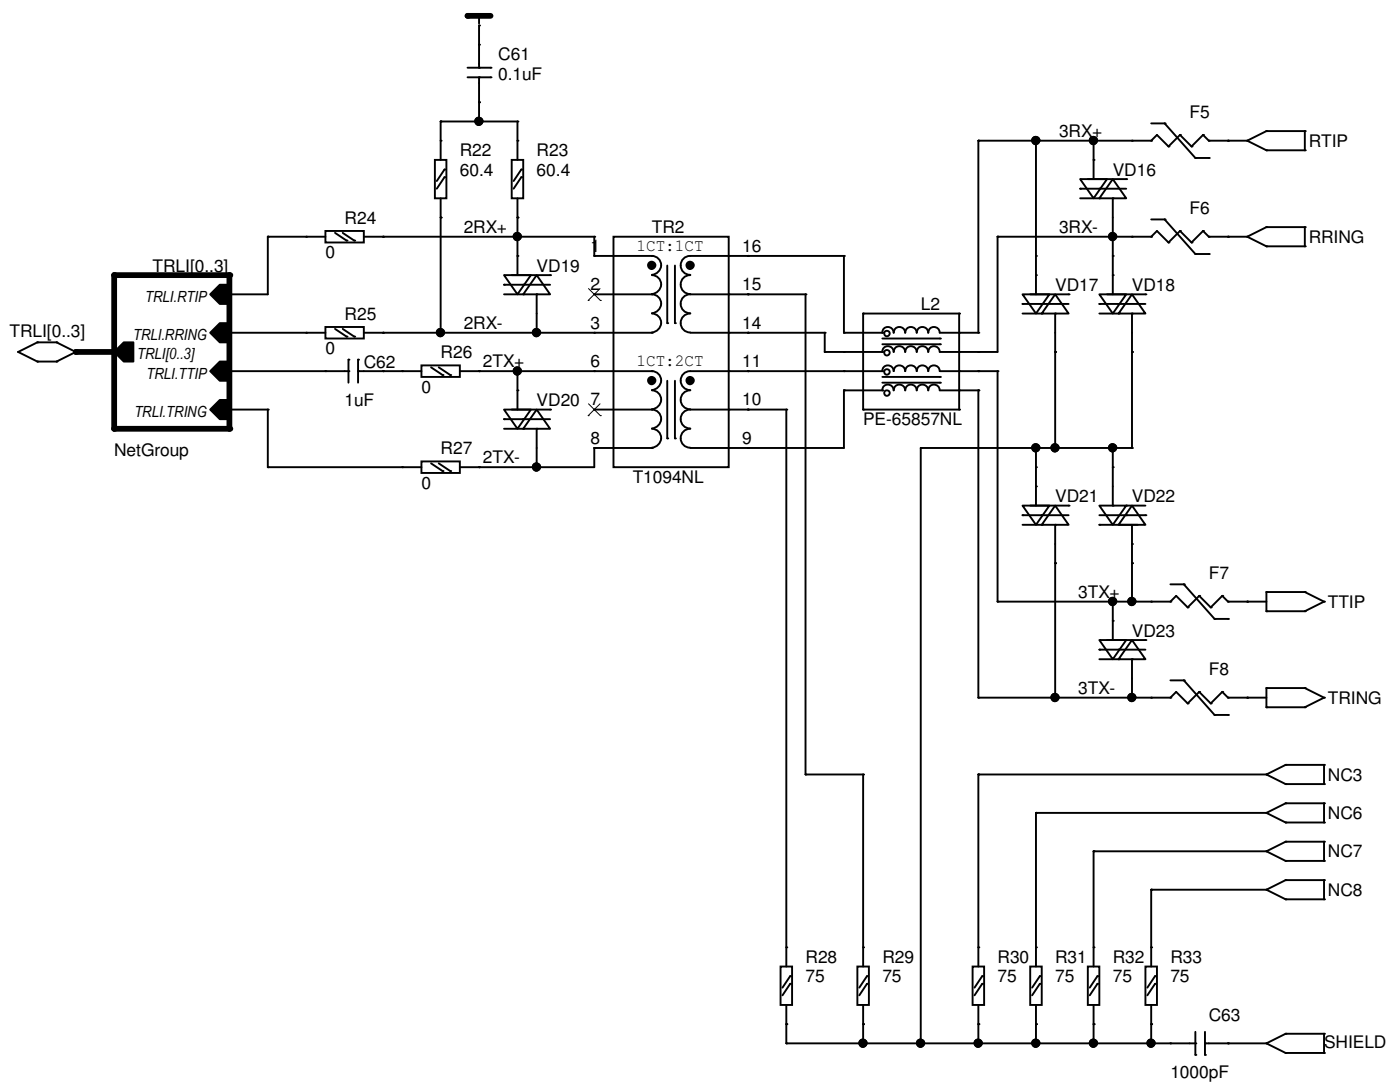 C61
0.1uF
F5
3RX+
RTIP
R22
60.4
R23
60.4
VD16
F6
R24
0
2RX+
TR2
3RX-
RRING
1
1CT:1CT
16
TRLI[0..3]
VD19
TRLI.RTIP
2
15
VD17
VD18
R25
0
L2
TRLI[0..3]
TRLI.RRING
2RX-
3
14
TRLI[0..3]
C62
1uF
R26
0
2TX+
6
1CT:2CT
11
TRLI.TTIP
VD20
7
10
TRLI.TRING
PE-65857NL
NetGroup
R27
0
2TX-
8
9
T1094NL
VD21
VD22
F7
3TX+
TTIP
VD23
F8
3TX-
TRING
NC3
NC6
NC7
NC8
R28
75
R29
75
R30
75
R31
75
R32
75
R33
75
C63
1000pF
SHIELD